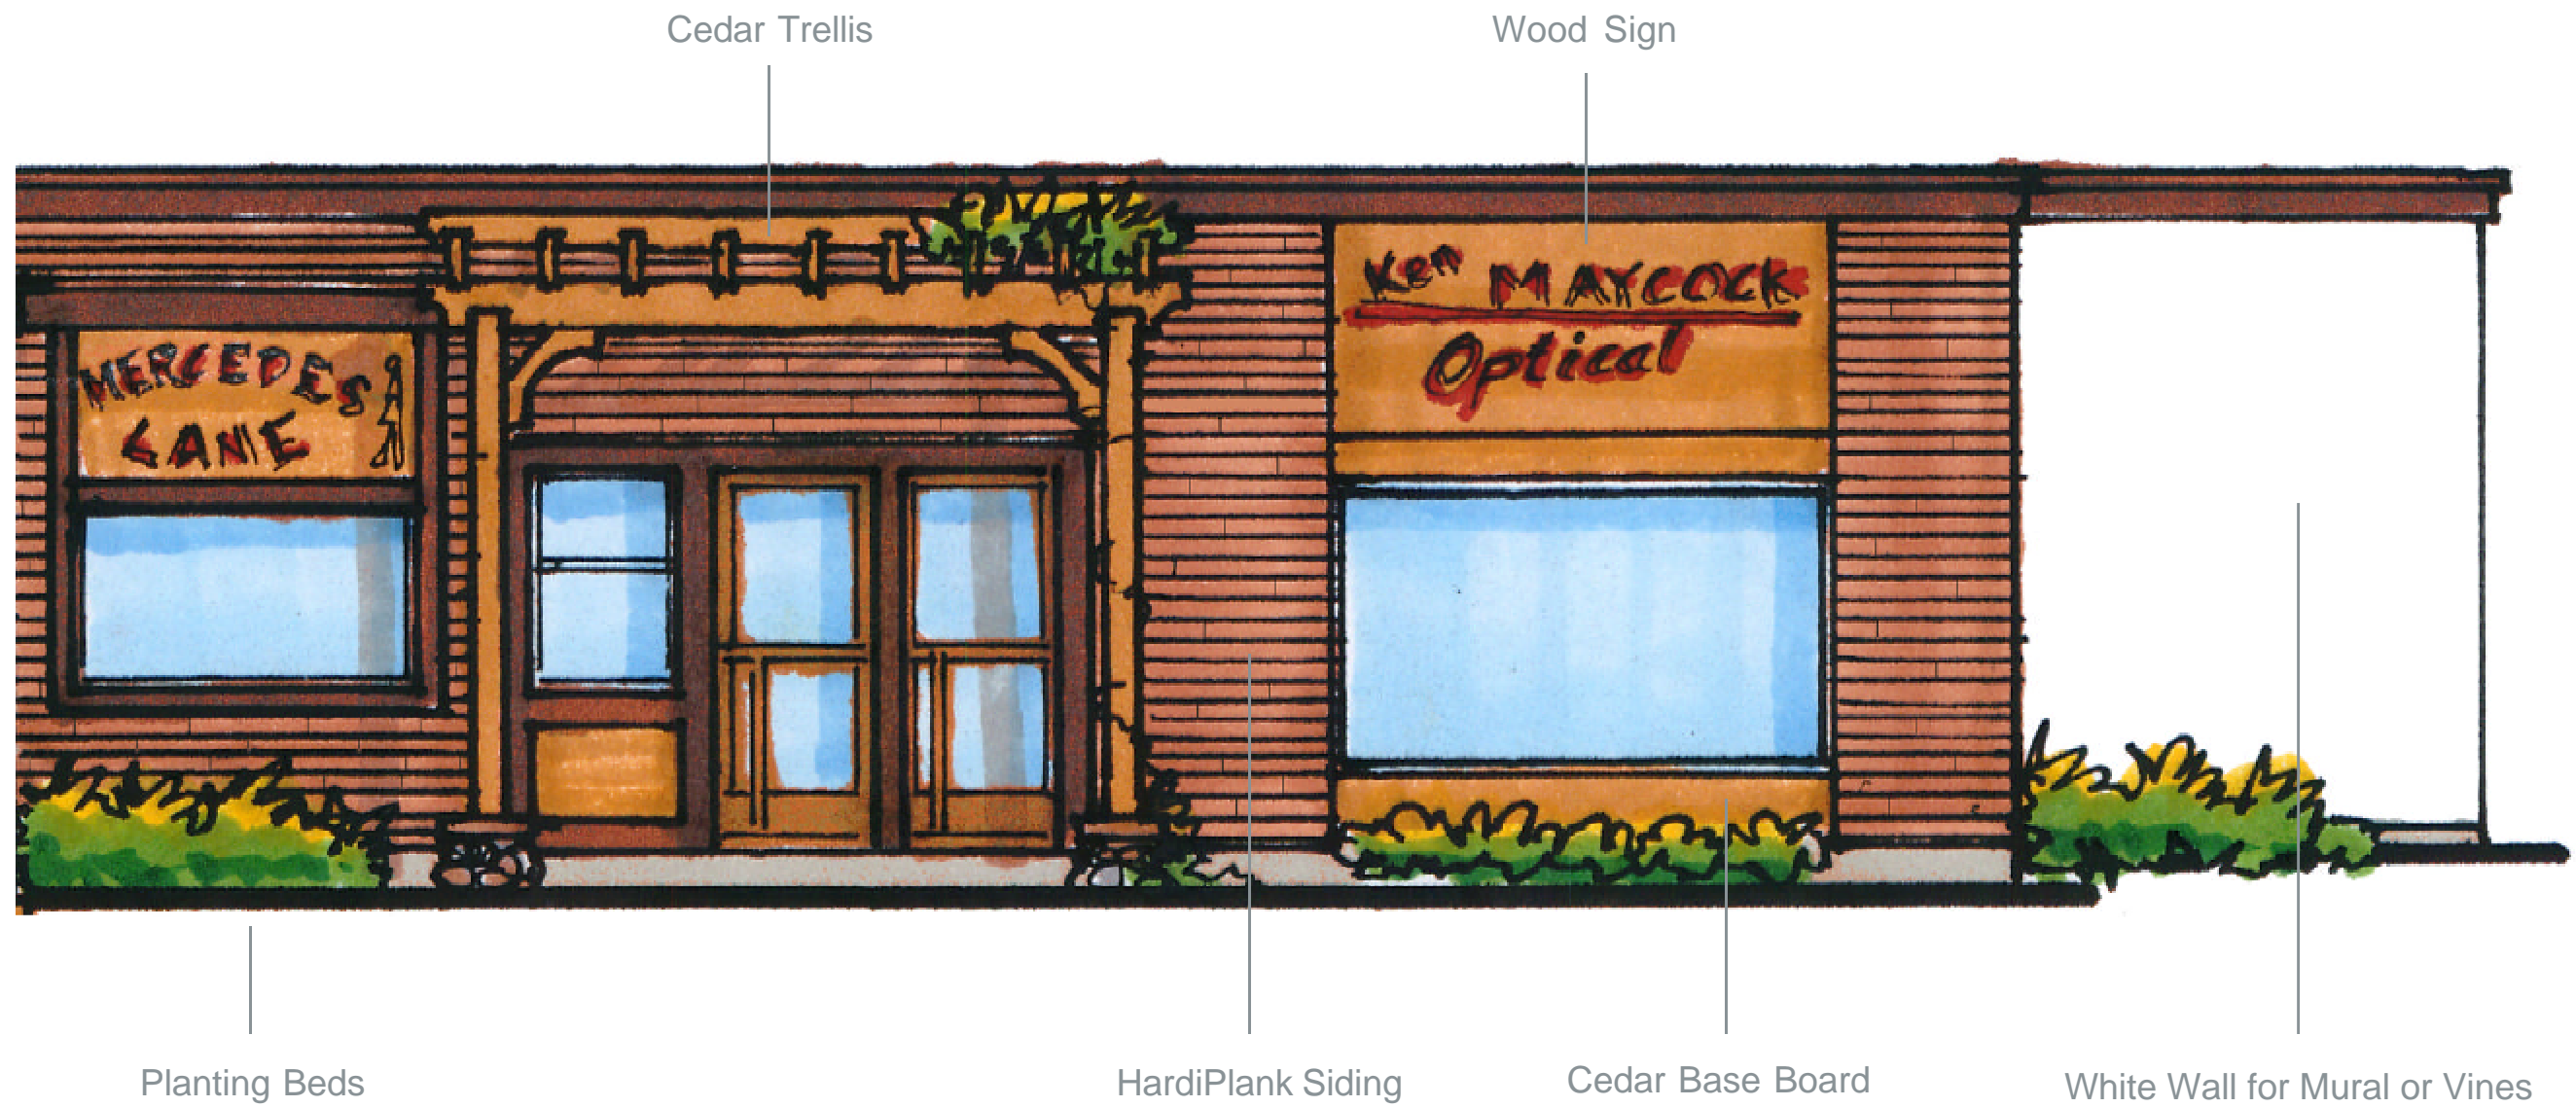 Cedar Trellis
Wood Sign
Ken MAYCOCK
Optical
MERCEDES
LANE
Planting Beds
HardiPlank Siding
Cedar Base Board
White Wall for Mural or Vines